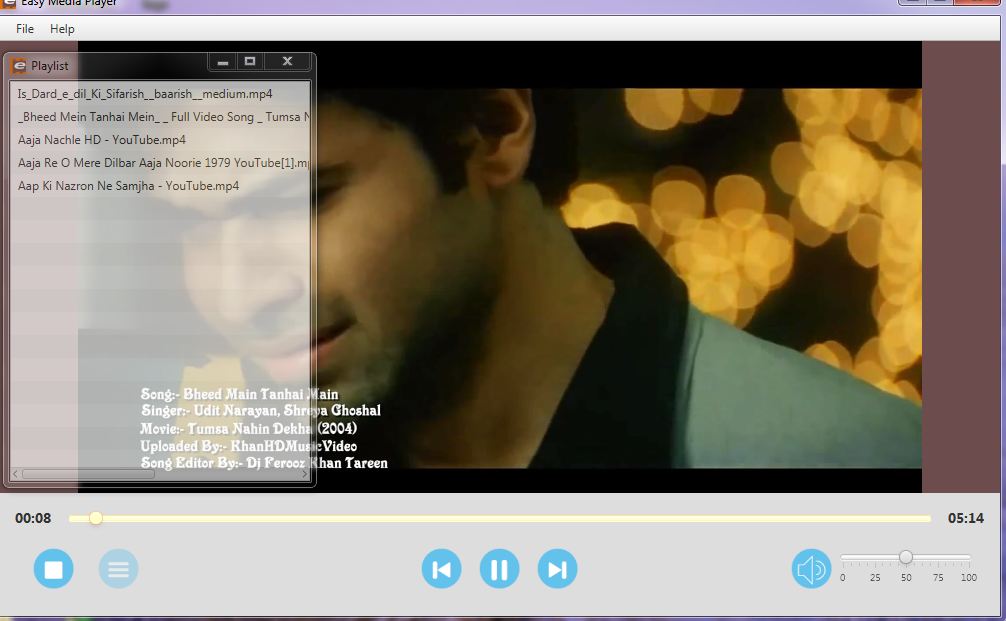 Easy Media Player
File Help
Playlist
Is_Dard_e_dil_Ki_Sifarish__baarish__medium.mp4
_Bheed Mein Tanhai Mein_ _ Full Video Song _ Tumsa N
Aaja Nachle HD - YouTube.mp4
Aaja Re O Mere Dilbar Aaja Noorie 1979 YouTube[1].mp
Aap Ki Nazron Ne Samjha - YouTube.mp4
Song:- Bheed Main Tanhai Main
Singer:- Udit Narayan, Shreya Ghoshal
Movie:- Tumsa Nahin Dekha (2004)
Uploaded By:- KhanHDMusicVideo
Song Editor By:- Dj Ferooz Khan Tareen
00:08 05:14
0 25 50 75 100